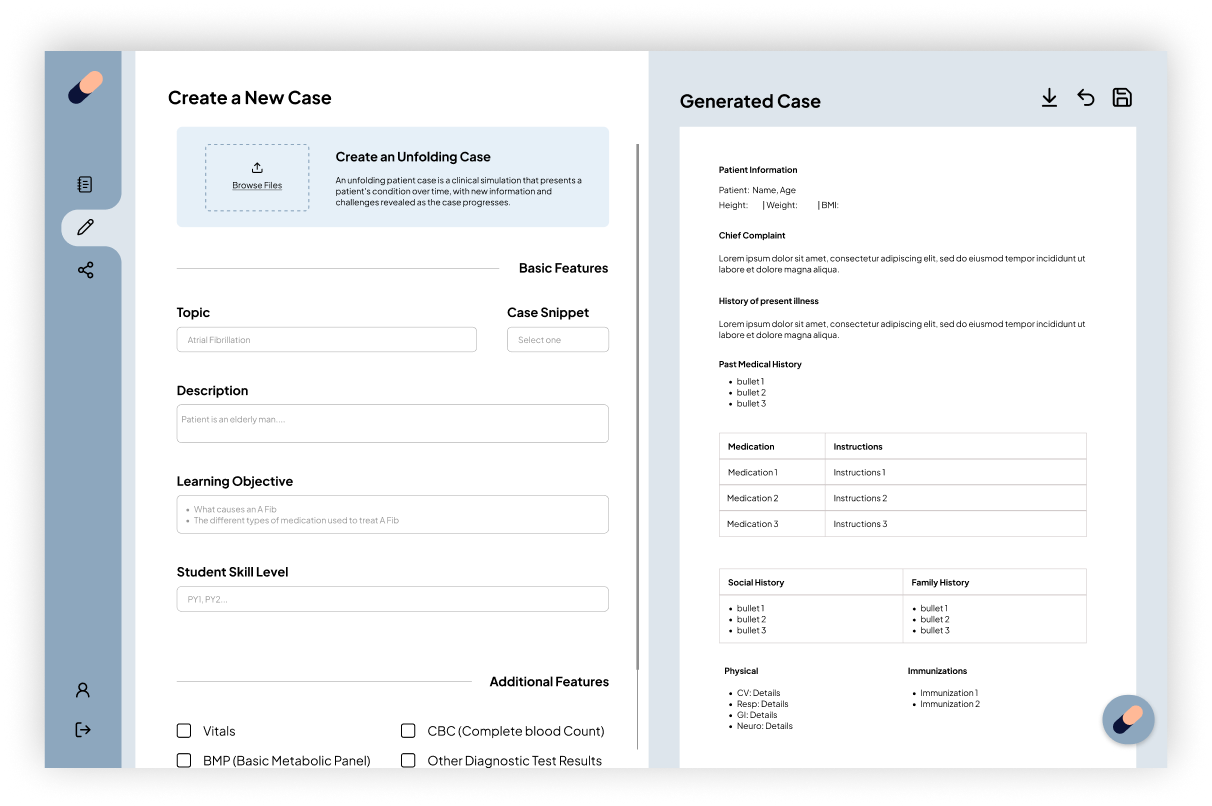 Create a New Case
Browse Files
Create an Unfolding Case
An unfolding patient case is a clinical simulation that presents a
patient's condition over time, with new information and
challenges revealed as the case progresses.
Basic Features
Topic
Atrial Fibrillation
Case Snippet
Select one
Description
Patient is an elderly man....
Learning Objective
• What causes an A Fib
• The different types of medication used to treat A Fib
Student Skill Level
PY1, PY2...
Additional Features
Vitals
CBC (Complete blood Count)
BMP (Basic Metabolic Panel)
Other Diagnostic Test Results
Generated Case
Patient Information
Patient: Name, Age
Height: | Weight: | BMI:
Chief Complaint
Lorem ipsum dolor sit amet, consectetur adipiscing elit, sed do eiusmod tempor incididunt ut
labore et dolore magna aliqua.
History of present illness
Lorem ipsum dolor sit amet, consectetur adipiscing elit, sed do eiusmod tempor incididunt ut
labore et dolore magna aliqua.
Past Medical History
• bullet 1
• bullet 2
• bullet 3
Medication Instructions
Medication 1 Instructions 1
Medication 2 Instructions 2
Medication 3 Instructions 3
Social History Family History
• bullet 1 • bullet 1
• bullet 2 • bullet 2
• bullet 3 • bullet 3
Physical
• CV: Details
• Resp: Details
• GI: Details
• Neuro: Details
Immunizations
• Immunization 1
• Immunization 2